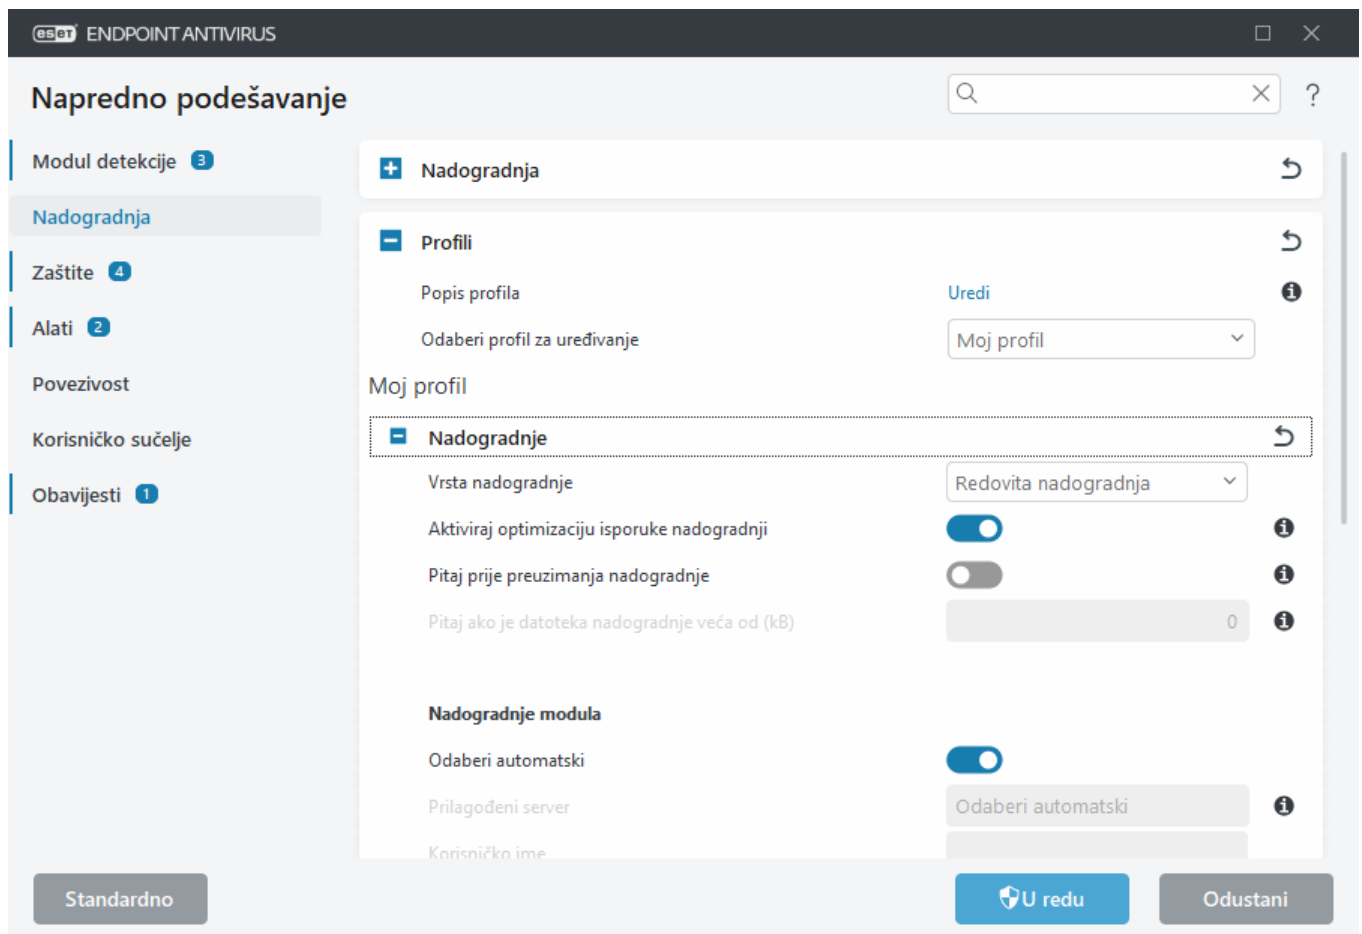 eset ENDPOINT ANTIVIRUS
Napredno podešavanje
?
Modul detekcije 3
Nadogradnja
Zaštite 4
Alati 2
Povezivost
Korisničko sučelje
Obavijesti 1
Nadogradnja
Profili
Popis profila Uredi
Odaberi profil za uređivanje Moj profil
Moj profil
Nadogradnje
Vrsta nadogradnje Redovita nadogradnja
Aktiviraj optimizaciju isporuke nadogradnji
Pitaj prije preuzimanja nadogradnje
Pitaj ako je datoteka nadogradnje veća od (kB) 0
Nadogradnje modula
Odaberi automatski
Prilagođeni server Odaberi automatski
Korisničko ime
Standardno U redu Odustani